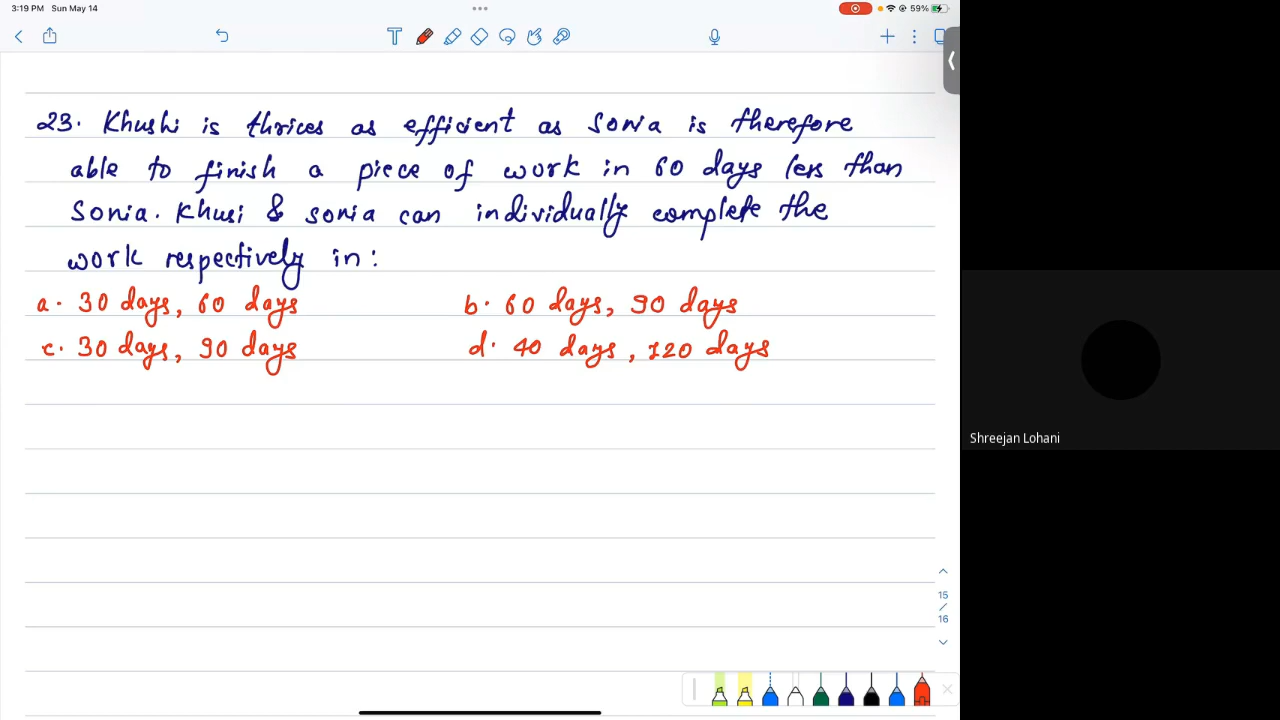 3:19 PM Sun May 14
59%
23. Khushi is thrices as efficient as Sonia is therefore
able to finish a piece of work in 60 days less than
Sonia. Khusi & sonia can individually complete the
work respectively in:
a. 30 days, 60 days b. 60 days, 90 days
c. 30 days, 90 days d. 40 days, 120 days
Shreejan Lohani
15
/
16